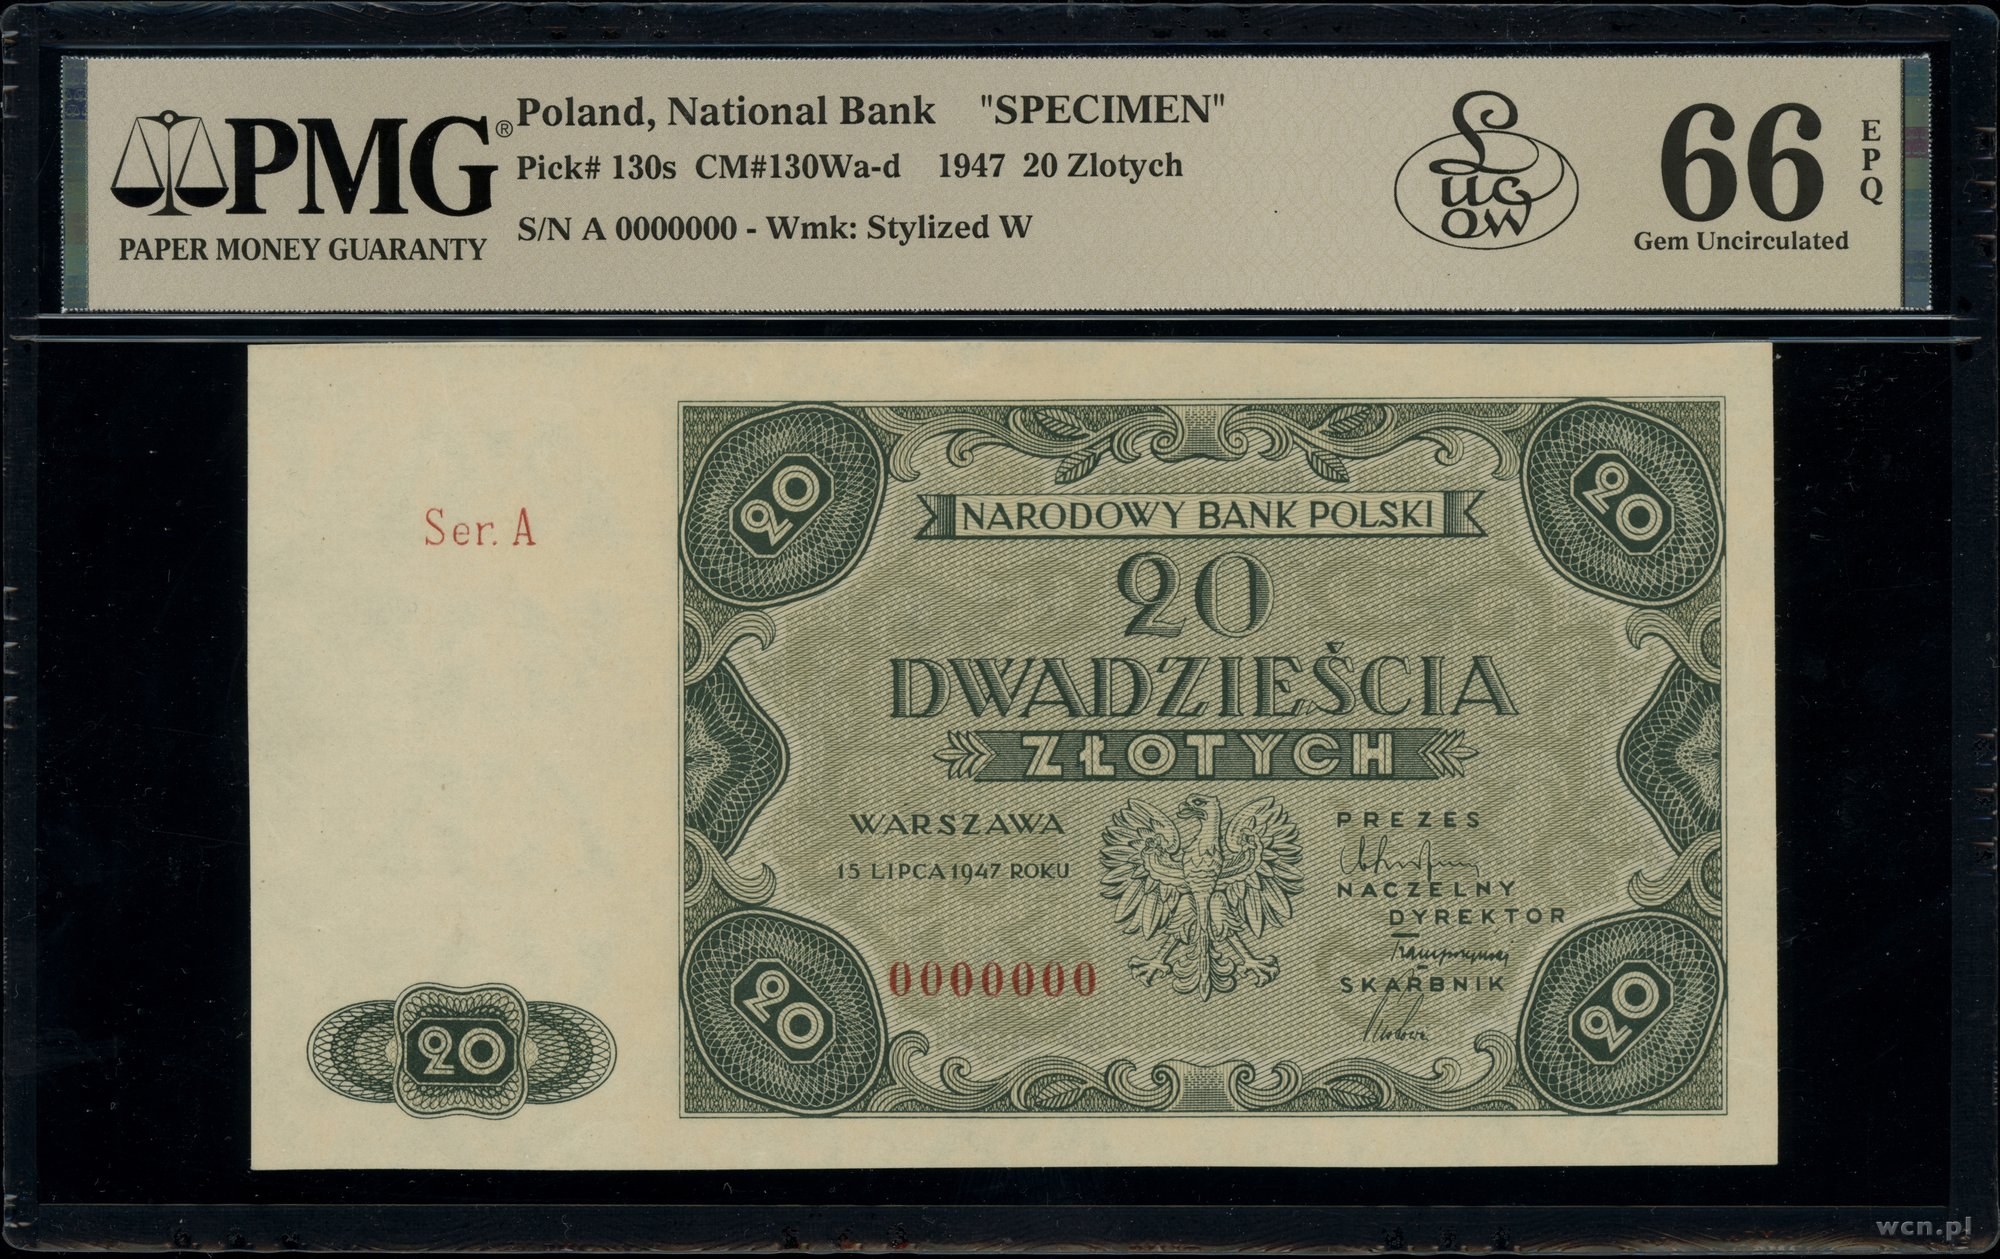 PMG®
PAPER MONEY GUARANTY
Poland, National Bank "SPECIMEN"
Pick# 130s CM#130Wa-d 1947 20 Zlotych
S/N A 0000000 - Wmk: Stylized W
Lucow
66
EPQ
Gem Uncirculated
Ser. A
20
20
NARODOWY BANK POLSKI
20
DWADZIEŚCIA
ZŁOTYCH
WARSZAWA
15 LIPCA 1947 ROKU
PREZES
NACZELNY
DYREKTOR
SKARBNIK
0000000
20
20
20
wcn.pl